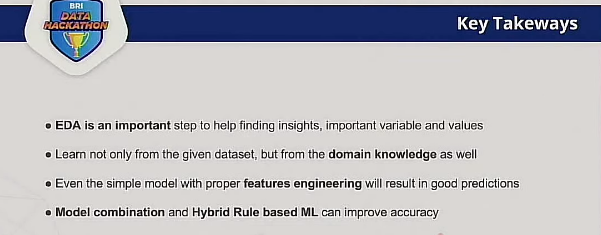 BRI
DATA
HACKATHON
Key Takeways
• EDA is an important step to help finding insights, important variable and values
• Learn not only from the given dataset, but from the domain knowledge as well
• Even the simple model with proper features engineering will result in good predictions
• Model combination and Hybrid Rule based ML can improve accuracy